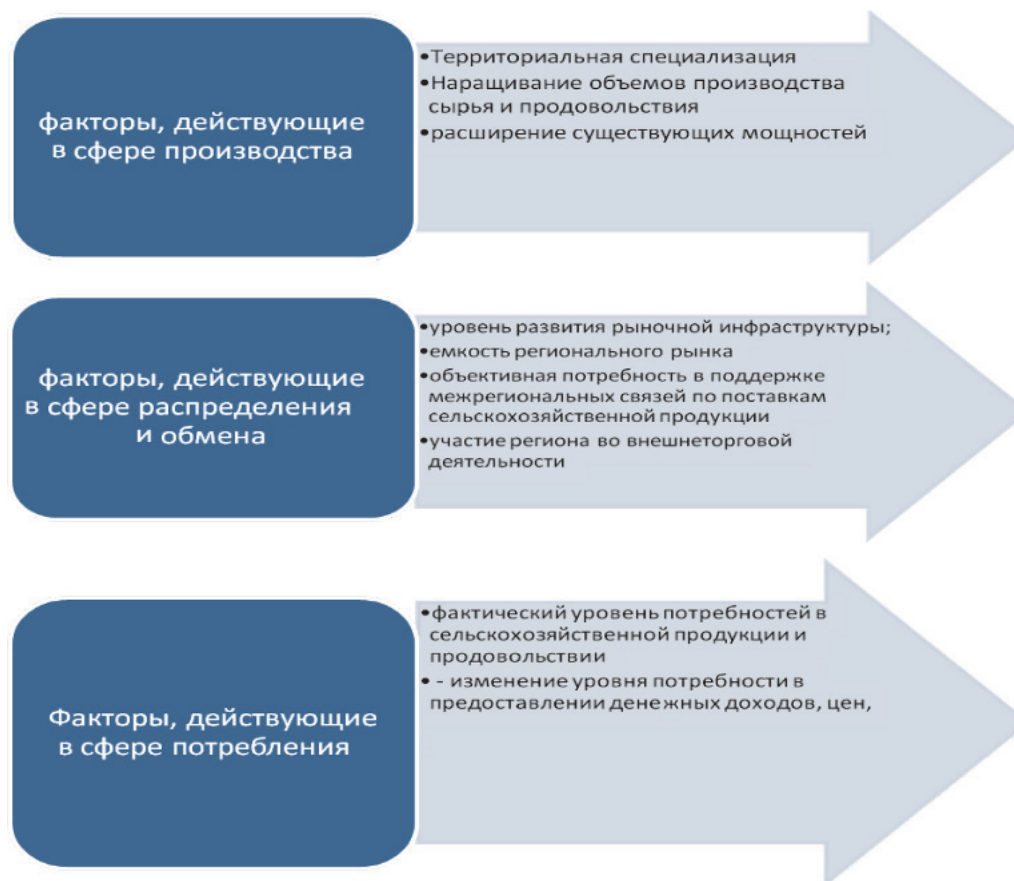 факторы, действующие
в сфере производства
•Территориальная специализация
•Наращивание объемов производства
сырья и продовольствия
•расширение существующих мощностей
факторы, действующие
в сфере распределения
и обмена
•уровень развития рыночной инфраструктуры;
•емкость регионального рынка
•объективная потребность в поддержке
межрегиональных связей по поставкам
сельскохозяйственной продукции
•участие региона во внешнеторговой
деятельности
Факторы, действующие
в сфере потребления
•фактический уровень потребностей в
сельскохозяйственной продукции и
продовольствии
• - изменение уровня потребности в
предоставлении денежных доходов, цен,